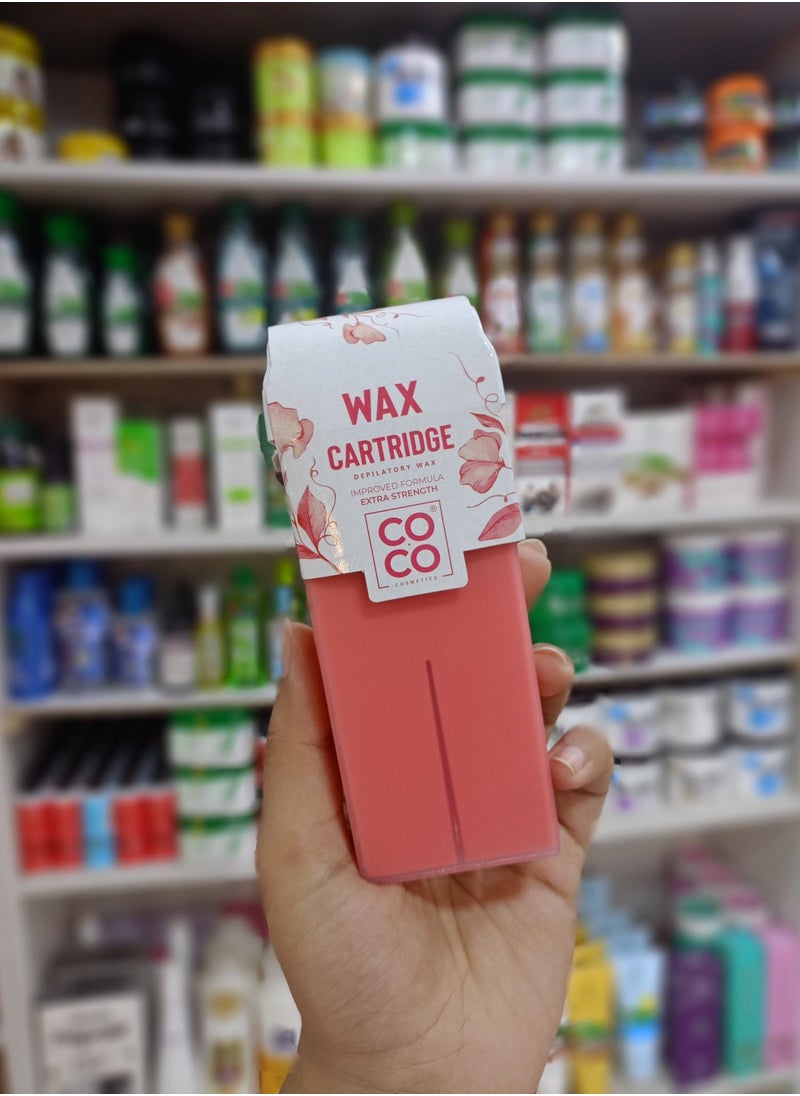 WAX
CARTRIDGE
DEPILATORY WAX
IMPROVED FORMULA
EXTRA STRENGTH
CO
®
CO
COSMETICS